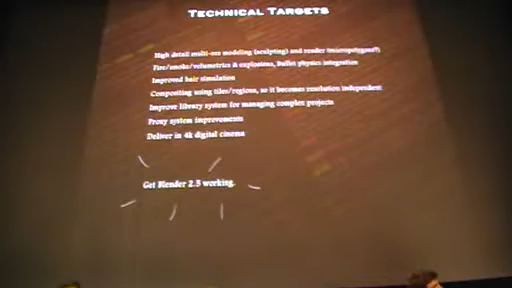 Technical Targets
High detail multi-res modeling (sculpting) and render (micropolygons?)
Fire/smoke/volumetrics & explosions, Bullet physics integration
Improved hair simulation
Compositing using tiles/regions, so it becomes resolution independent
Improve library system for managing complex projects
Proxy system improvements
Deliver in 4k digital cinema
Get Blender 2.5 working.